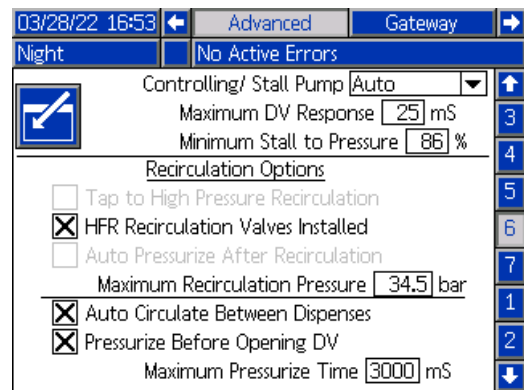 03/28/22 16:53 Advanced Gateway
Night No Active Errors
Controlling/ Stall Pump Auto
Maximum DV Response 25 mS
3
Minimum Stall to Pressure 86 %
4
Recirculation Options
Tap to High Pressure Recirculation
5
HFR Recirculation Valves Installed
6
Auto Pressurize After Recirculation
7
Maximum Recirculation Pressure 34.5 bar
Auto Circulate Between Dispenses
1
Pressurize Before Opening DV
2
Maximum Pressurize Time 3000 mS